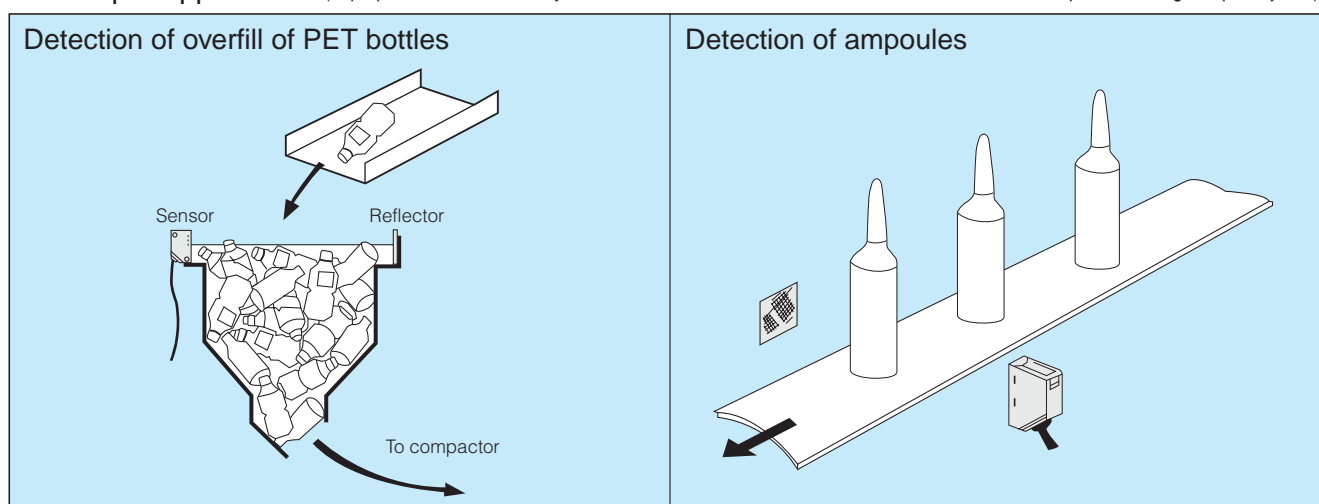 Detection of overfill of PET bottles
Sensor
Reflector
To compactor
Detection of ampoules